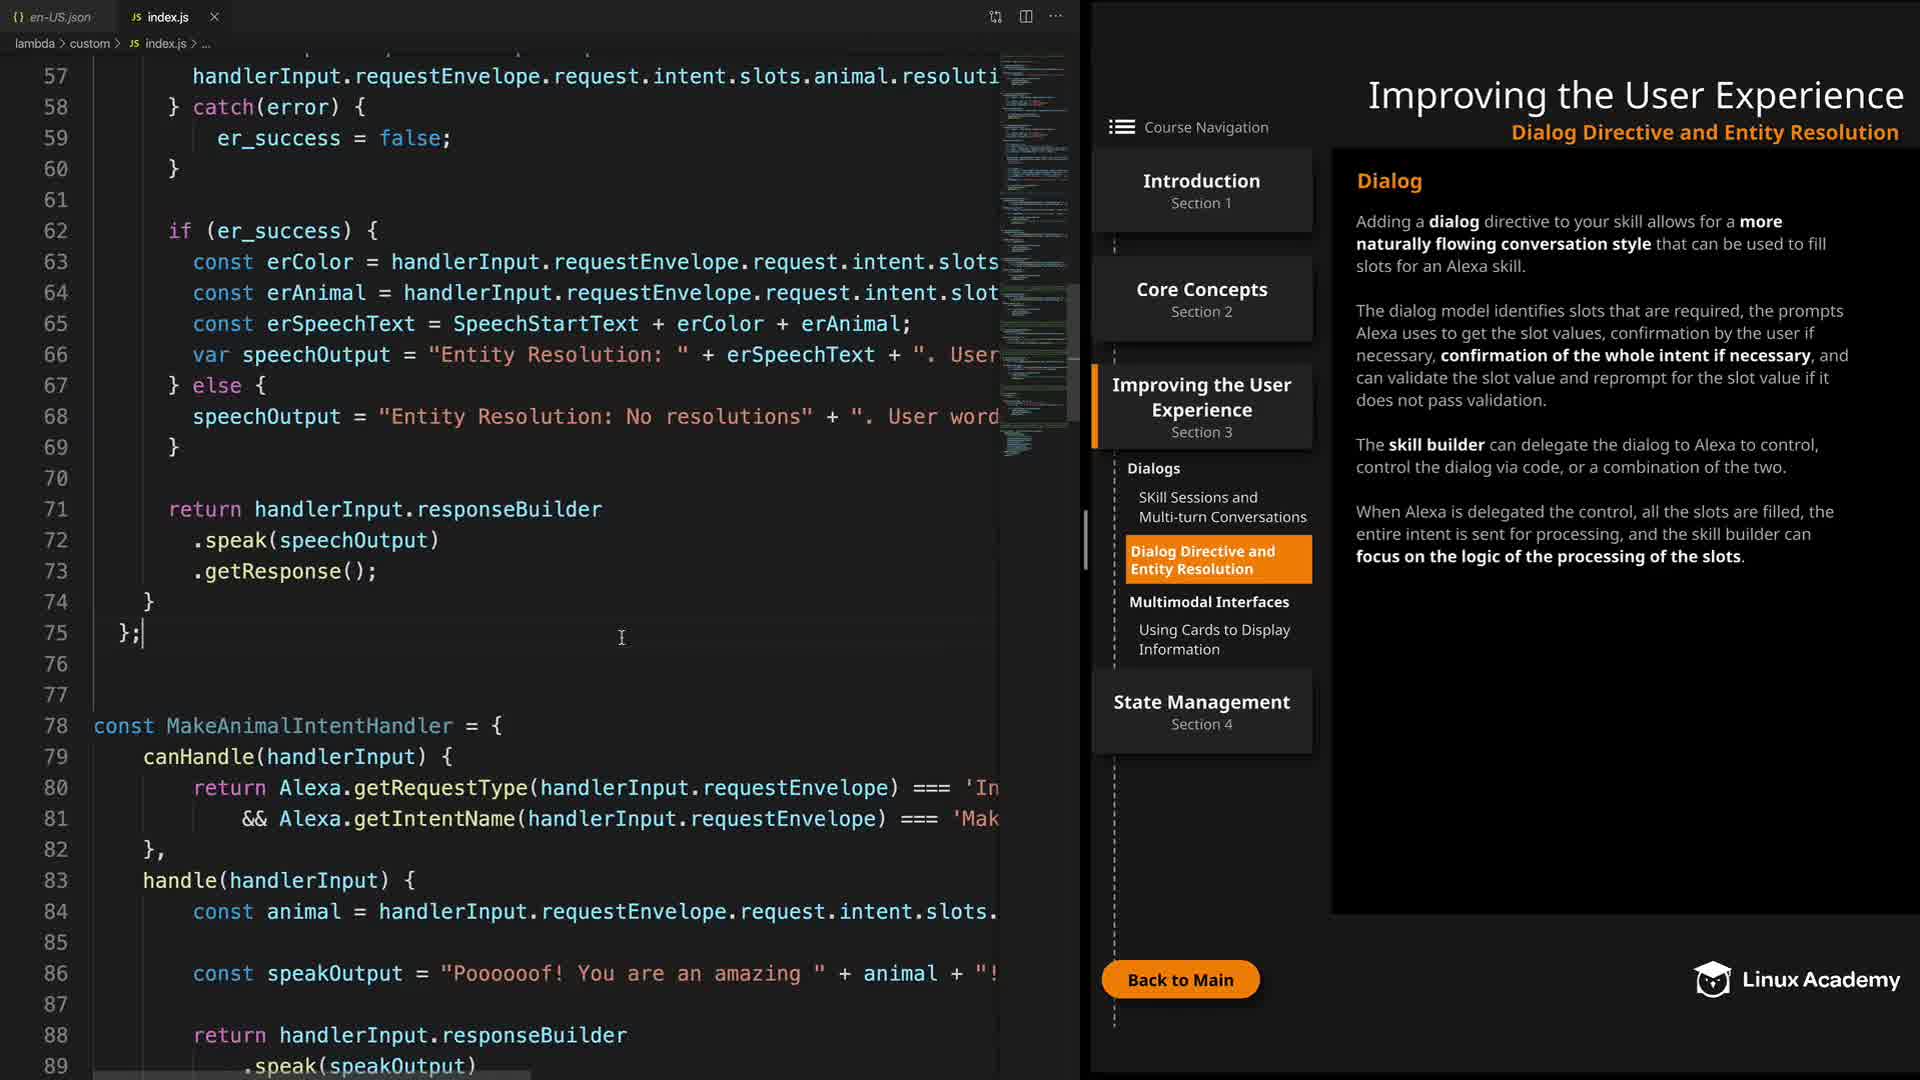 {} en-US.json
JS index.js
lambda > custom > JS index.js > ...
57 handlerInput.requestEnvelope.request.intent.slots.animal.resoluti
58 } catch(error) {
59 er_success = false;
60 }
61
62 if (er_success) {
63 const erColor = handlerInput.requestEnvelope.request.intent.slots
64 const erAnimal = handlerInput.requestEnvelope.request.intent.slot
65 const erSpeechText = SpeechStartText + erColor + erAnimal;
66 var speechOutput = "Entity Resolution: " + erSpeechText + ". User
67 } else {
68 speechOutput = "Entity Resolution: No resolutions" + ". User word
69 }
70
71 return handlerInput.responseBuilder
72 .speak(speechOutput)
73 .getResponse();
74 }
75 };
76
77
78 const MakeAnimalIntentHandler = {
79 canHandle(handlerInput) {
80 return Alexa.getRequestType(handlerInput.requestEnvelope) === 'In
81 && Alexa.getIntentName(handlerInput.requestEnvelope) === 'Mak
82 },
83 handle(handlerInput) {
84 const animal = handlerInput.requestEnvelope.request.intent.slots.
85
86 const speakOutput = "Poooooof! You are an amazing " + animal + "!
87
88 return handlerInput.responseBuilder
89 .speak(speakOutput)
Improving the User Experience
Dialog Directive and Entity Resolution
Course Navigation
Introduction
Section 1
Core Concepts
Section 2
Improving the User
Experience
Section 3
Dialogs
SKill Sessions and
Multi-turn Conversations
Dialog Directive and
Entity Resolution
Multimodal Interfaces
Using Cards to Display
Information
State Management
Section 4
Back to Main
Dialog
Adding a dialog directive to your skill allows for a more
naturally flowing conversation style that can be used to fill
slots for an Alexa skill.
The dialog model identifies slots that are required, the prompts
Alexa uses to get the slot values, confirmation by the user if
necessary, confirmation of the whole intent if necessary, and
can validate the slot value and reprompt for the slot value if it
does not pass validation.
The skill builder can delegate the dialog to Alexa to control,
control the dialog via code, or a combination of the two.
When Alexa is delegated the control, all the slots are filled, the
entire intent is sent for processing, and the skill builder can
focus on the logic of the processing of the slots.
Linux Academy